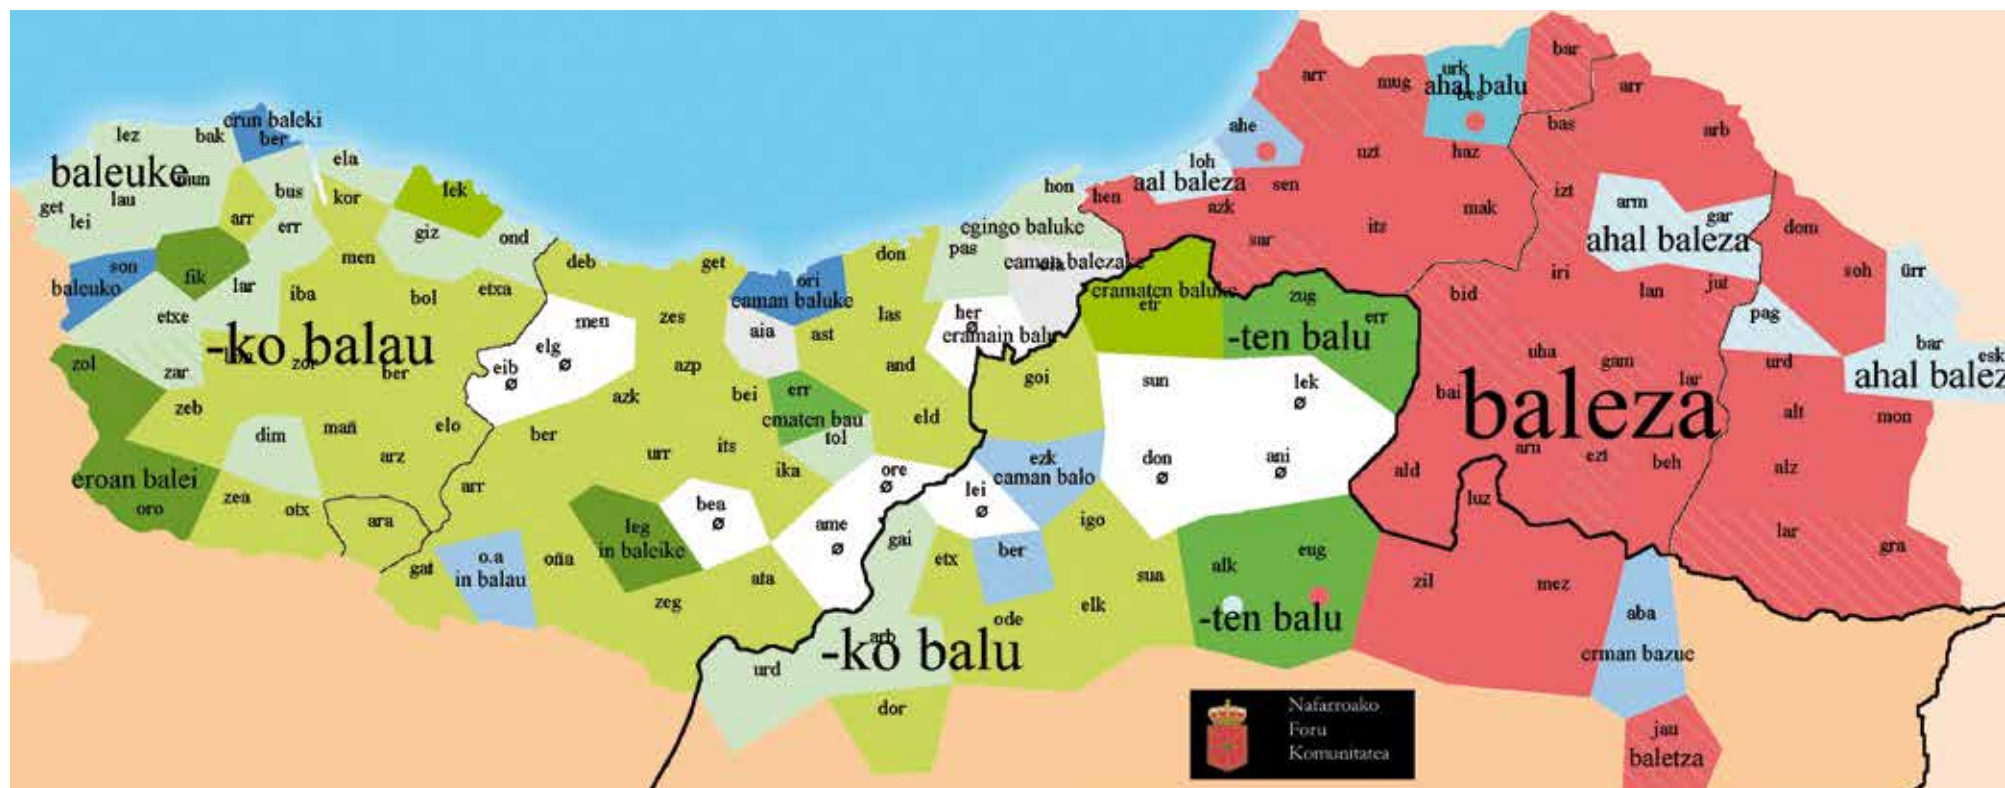 bar
arr
mug
urk
ahal balu
arr
lez
bak
erun baleki
ber
ahe
bas
arb
ela
uzt
haz
loh
baleuke
mun
bus
kor
lek
hon
hen
aal baleza
sen
izt
lau
get
lei
arr
err
giz
ond
azk
mak
arm
gar
egingo baluke
pas
its
sar
ahal baleza
dom
son
fik
men
deb
get
don
caman balezake
baleuko
lar
iba
bol
etxa
ori
eaman baluke
eramaten baluke
etr
zug
err
bid
iri
lan
jut
soh
ürr
etxe
men
zes
aia
ast
las
her
eramain balu
-ten balu
pag
bar
esk
-ko balau
zol
zar
ber
elg
eib
azp
and
goi
sun
lek
uha
gam
lar
urd
ahal balez
zeb
azk
bei
err
ematen bau
eld
bai
baleza
alt
mon
dim
mañ
elo
ber
its
tol
arz
urr
ika
ore
ezk
eaman balo
don
ani
ald
arn
ezt
beh
alz
eroan balei
oro
zea
otx
arr
ara
bea
lei
luz
leg
in baleike
ame
gai
igo
lar
gra
gat
o.a
in balau
oña
ata
etx
ber
sua
alk
eug
zil
mez
zeg
ode
elk
-ten balu
aba
arb
-ko balu
urd
erman bazue
dor
Nafarroako
Foru
Komunitatea
jau
baletza